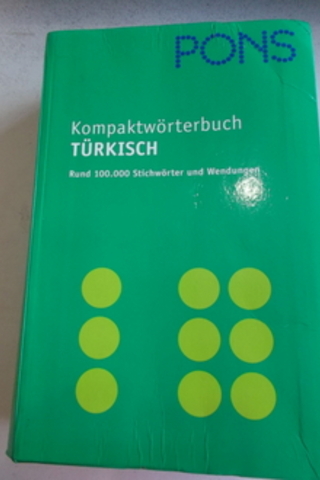 PONS
Kompaktwörterbuch
TÜRKISCH
Rund 100.000 Stichwörter und Wendungen